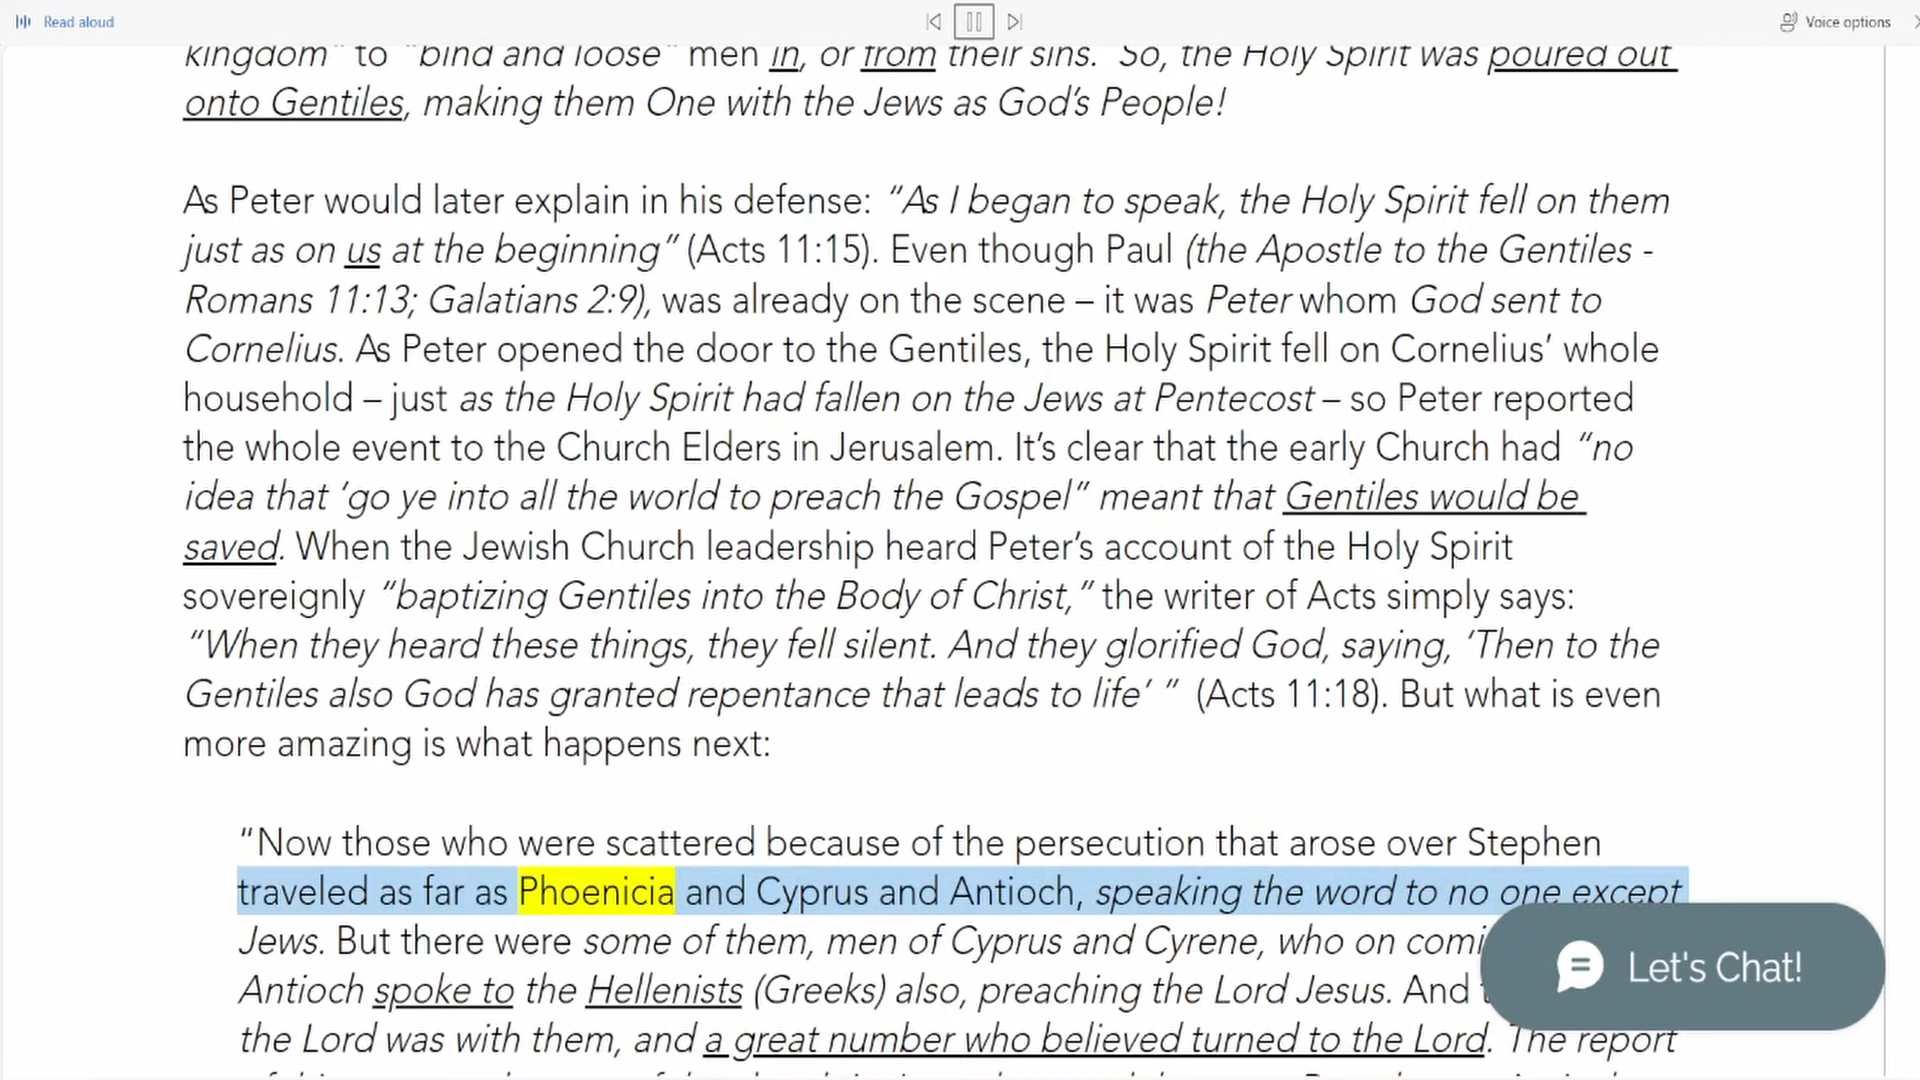 Read aloud
Voice options
kingdom” to “bind and loose” men in, or from their sins. So, the Holy Spirit was poured out
onto Gentiles, making them One with the Jews as God’s People!
As Peter would later explain in his defense: “As I began to speak, the Holy Spirit fell on them
just as on us at the beginning” (Acts 11:15). Even though Paul (the Apostle to the Gentiles -
Romans 11:13; Galatians 2:9), was already on the scene – it was Peter whom God sent to
Cornelius. As Peter opened the door to the Gentiles, the Holy Spirit fell on Cornelius’ whole
household – just as the Holy Spirit had fallen on the Jews at Pentecost – so Peter reported
the whole event to the Church Elders in Jerusalem. It’s clear that the early Church had “no
idea that ‘go ye into all the world to preach the Gospel” meant that Gentiles would be
saved. When the Jewish Church leadership heard Peter’s account of the Holy Spirit
sovereignly “baptizing Gentiles into the Body of Christ,” the writer of Acts simply says:
“When they heard these things, they fell silent. And they glorified God, saying, ‘Then to the
Gentiles also God has granted repentance that leads to life’ ” (Acts 11:18). But what is even
more amazing is what happens next:
“Now those who were scattered because of the persecution that arose over Stephen
traveled as far as Phoenicia and Cyprus and Antioch, speaking the word to no one except
Jews. But there were some of them, men of Cyprus and Cyrene, who on
Antioch spoke to the Hellenists (Greeks) also, preaching the Lord Jesus. And
the Lord was with them, and a great number who believed turned to the Lord. The report
Let's Chat!